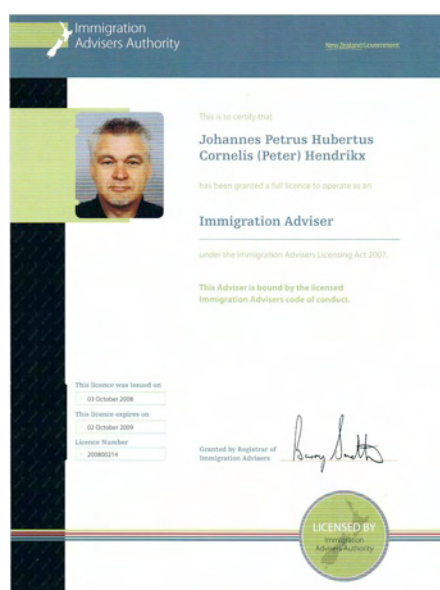 Immigration
Advisers Authority
New Zealand Government
This is to certify that
Johannes Petrus Hubertus
Cornelis (Peter) Hendrikx
has been granted a full licence to operate as an
Immigration Adviser
under the Immigration Advisers Licensing Act 2007.
This Adviser is bound by the licensed
Immigration Advisers code of conduct.
This licence was issued on
03 October 2008
This licence expires on
02 October 2009
Licence Number
200800214
Granted by Registrar of
Immigration Advisers
Barry Smith
LICENSED BY
Immigration
Advisers Authority